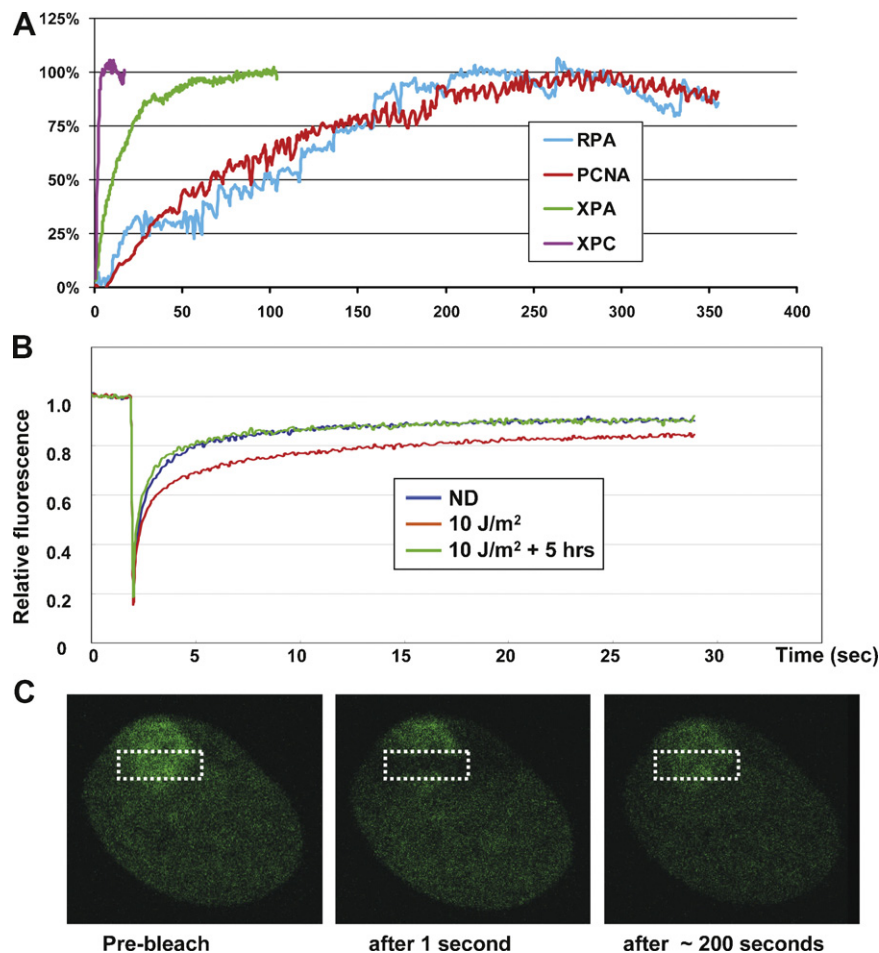 A
125%
100%
75%
50%
25%
0%
0 50 100 150 200 250 300 350 400
RPA
PCNA
XPA
XPC
B
Relative fluorescence
1.0
0.8
0.6
0.4
0.2
0
0 5 10 15 20 25 30 Time (sec)
ND
10 J/m²
10 J/m² + 5 hrs
C
Pre-bleach after 1 second after ~ 200 seconds